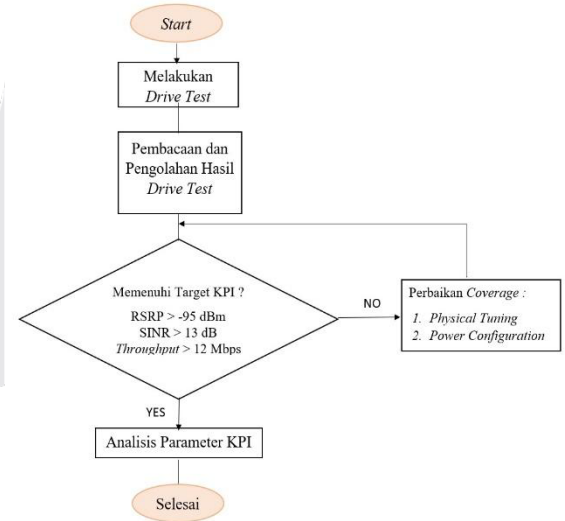 Start
Melakukan
Drive Test
Pembacaan dan
Pengolahan Hasil
Drive Test
Memenuhi Target KPI ?
RSRP > -95 dBm
SINR > 13 dB
Throughput > 12 Mbps
NO
Perbaikan Coverage :
1. Physical Tuning
2. Power Configuration
YES
Analisis Parameter KPI
Selesai